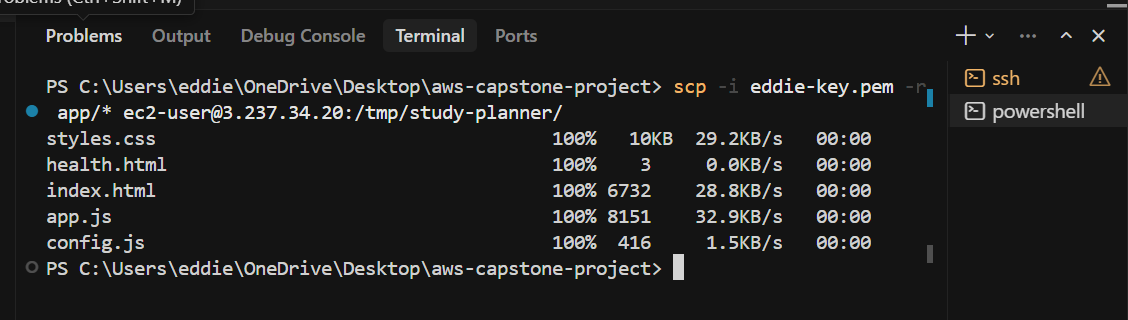 Problems (Ctrl+Shift+M)
Problems Output Debug Console Terminal Ports
PS C:\Users\eddie\OneDrive\Desktop\aws-capstone-project> scp -i eddie-key.pem -r
app/* ec2-user@3.237.34.20:/tmp/study-planner/
styles.css 100% 10KB 29.2KB/s 00:00
health.html 100% 3 0.0KB/s 00:00
index.html 100% 6732 28.8KB/s 00:00
app.js 100% 8151 32.9KB/s 00:00
config.js 100% 416 1.5KB/s 00:00
PS C:\Users\eddie\OneDrive\Desktop\aws-capstone-project>
ssh
powershell